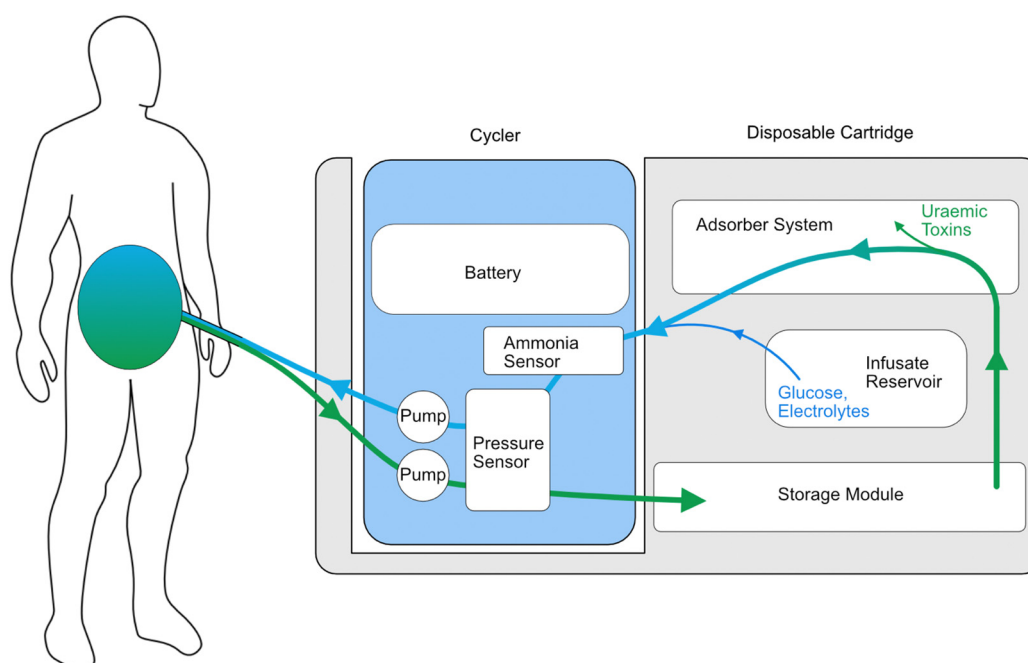 Cycler
Disposable Cartridge
Battery
Ammonia
Sensor
Pump
Pump
Pressure
Sensor
Adsorber System
Uraemic
Toxins
Infusate
Reservoir
Glucose,
Electrolytes
Storage Module